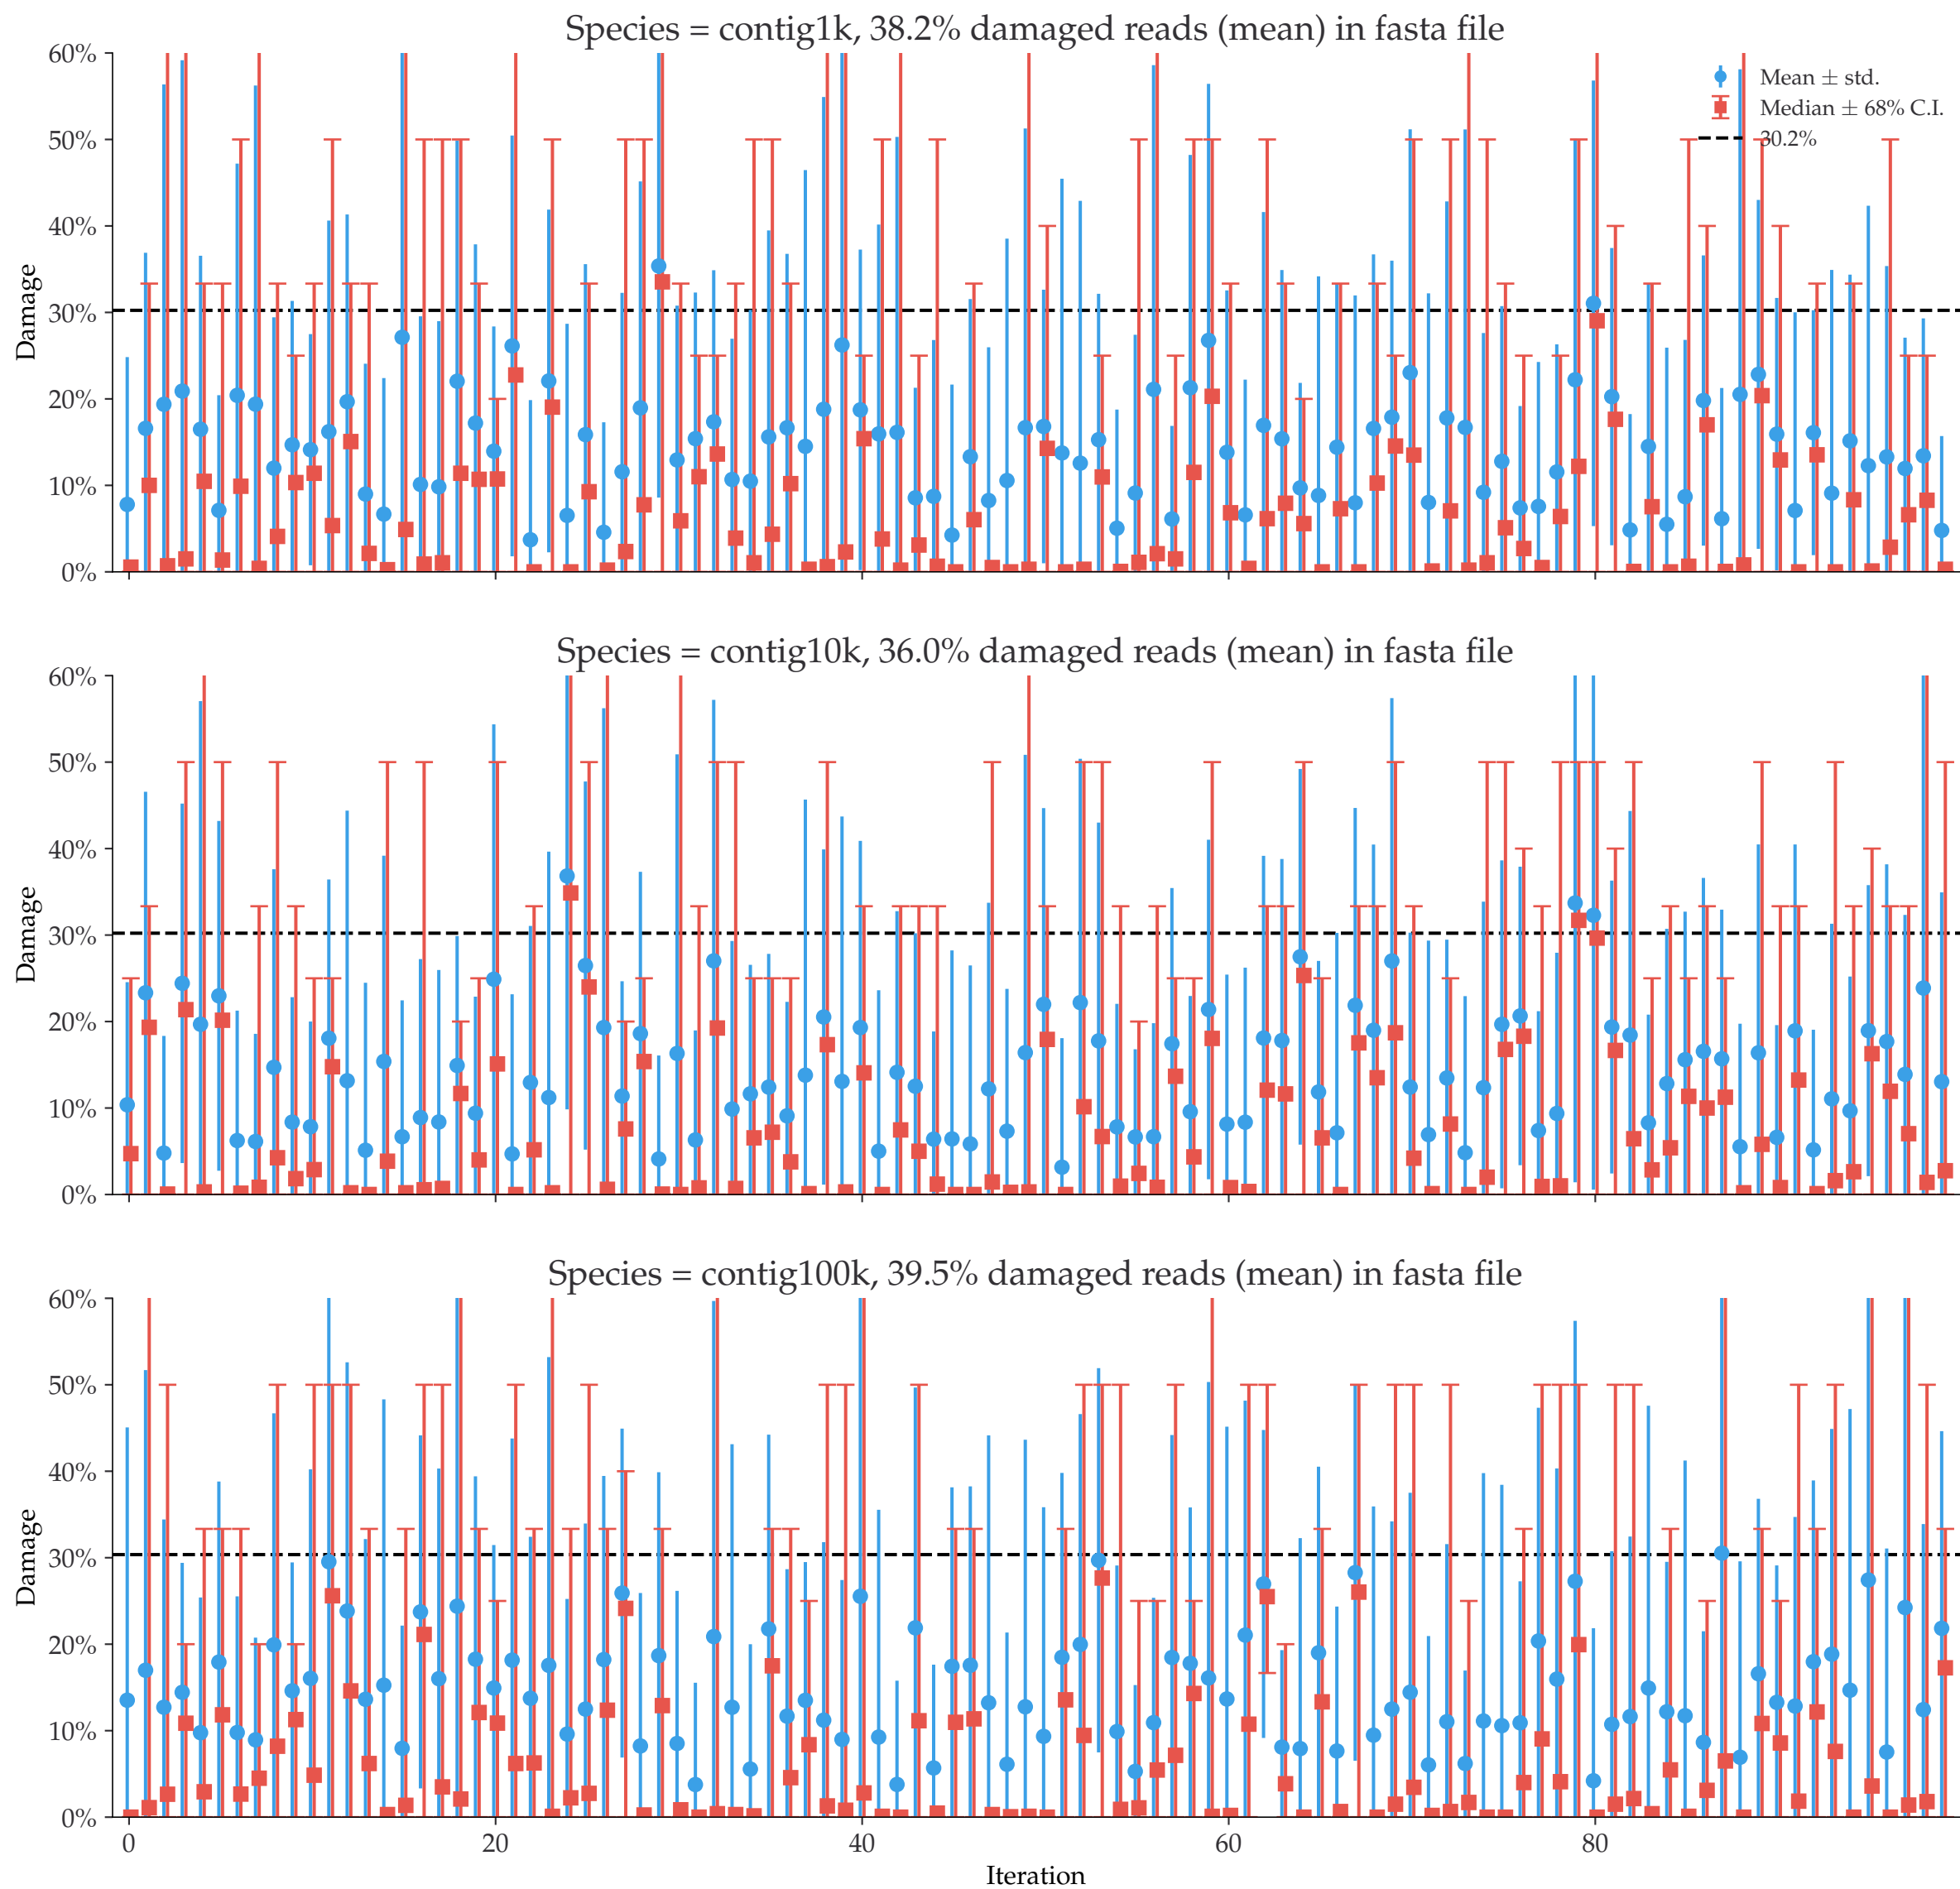 Species = contig1k, 38.2% damaged reads (mean) in fasta file
60%
50%
40%
30%
20%
10%
0%
Damage
Mean ± std.
Median ± 68% C.I.
30.2%
Species = contig10k, 36.0% damaged reads (mean) in fasta file
60%
50%
40%
30%
20%
10%
0%
Damage
Species = contig100k, 39.5% damaged reads (mean) in fasta file
60%
50%
40%
30%
20%
10%
0%
Damage
0 20 40 60 80
Iteration